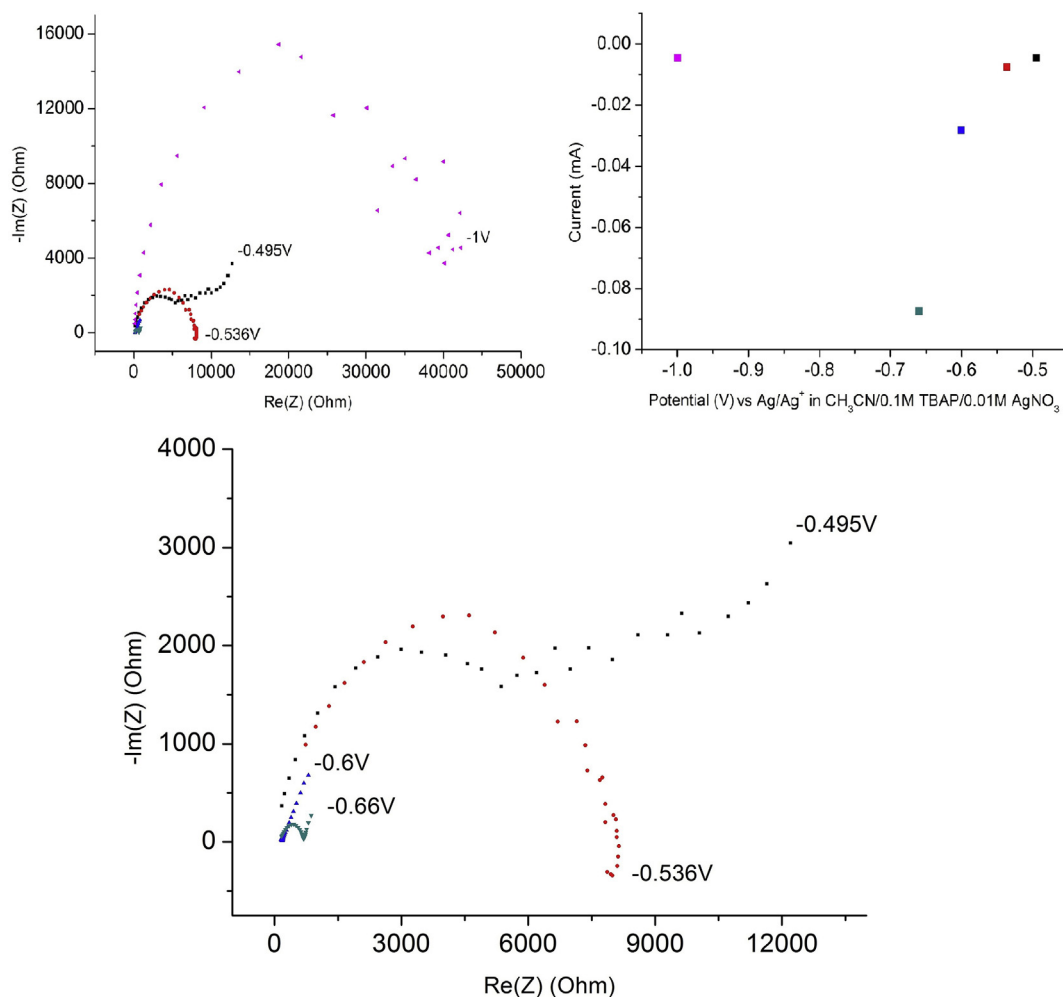 16000
12000
8000
4000
0
-Im(Z) (Ohm)
-1V
-0.495V
-0.536V
0
10000
20000
30000
40000
50000
Re(Z) (Ohm)
0.00
-0.02
-0.04
-0.06
-0.08
-0.10
Current (mA)
-1.0
-0.9
-0.8
-0.7
-0.6
-0.5
Potential (V) vs Ag/Ag⁺ in CH₃CN/0.1M TBAP/0.01M AgNO₃
4000
3000
2000
1000
0
-Im(Z) (Ohm)
-0.495V
-0.6V
-0.66V
-0.536V
0
3000
6000
9000
12000
Re(Z) (Ohm)